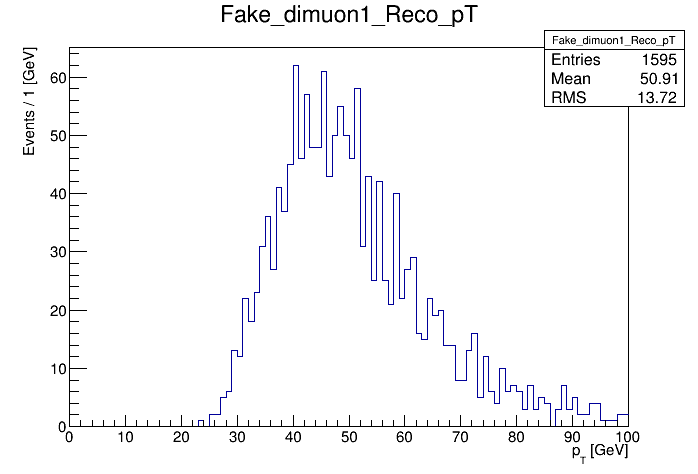 Fake_dimuon1_Reco_pT
Fake_dimuon1_Reco_pT
Entries 1595
Mean 50.91
RMS 13.72
Events / 1 [GeV]
60
50
40
30
20
10
0
0 10 20 30 40 50 60 70 80 90 100
p_T [GeV]